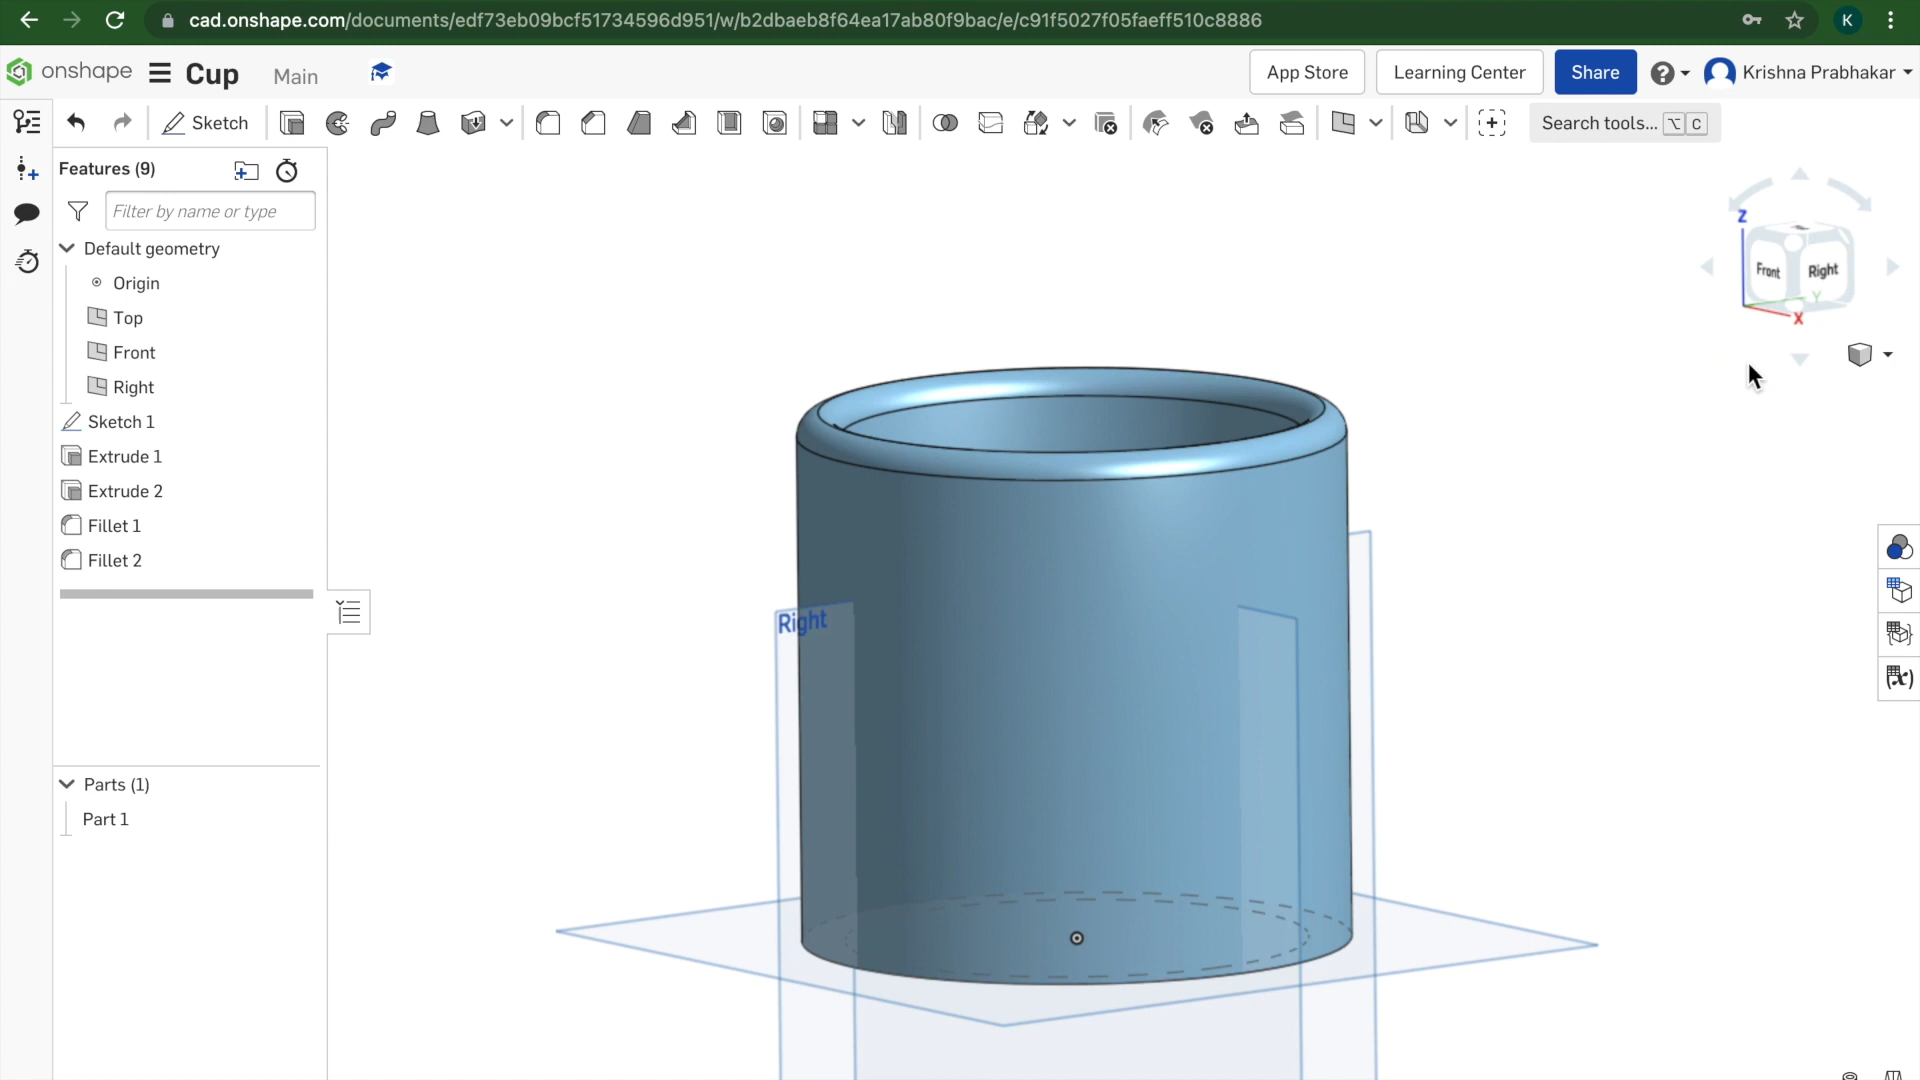 cad.onshape.com/documents/edf73eb09bcf51734596d951/w/b2dbaeb8f64ea17ab80f9bac/e/c91f5027f05faeff510c8886
K
onshape
Cup
Main
App Store
Learning Center
Share
Krishna Prabhakar
Sketch
Search tools... ⌥ C
Features (9)
Filter by name or type
Default geometry
Origin
Top
Front
Right
Sketch 1
Extrude 1
Extrude 2
Fillet 1
Fillet 2
Parts (1)
Part 1
Right
Z
Front
Right
Y
X
(x)